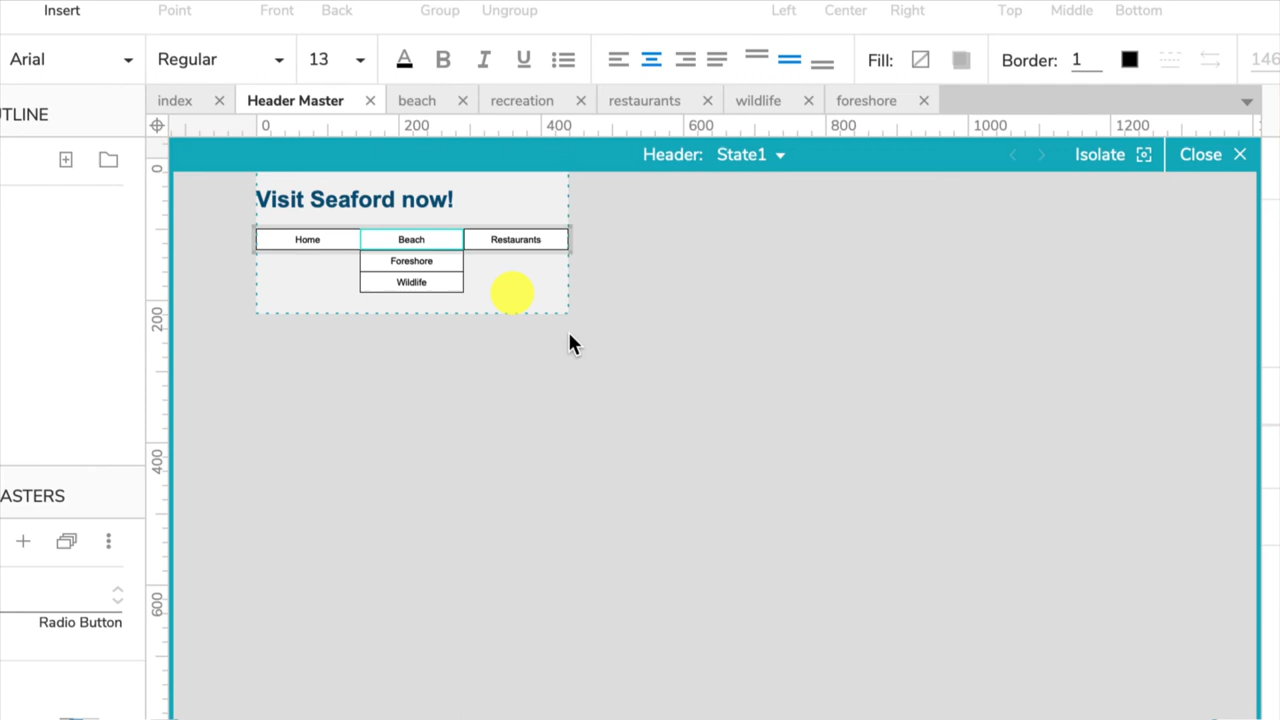 Insert Point Front Back Group Ungroup Left Center Right Top Middle Bottom
Arial Regular 13 A B I U Fill: Border: 1 146
index Header Master beach recreation restaurants wildlife foreshore
UTLINE
0 200 400 600 800 1000 1200
Header: State1 Isolate Close
0
Visit Seaford now!
Home Beach Restaurants
Foreshore
Wildlife
200
400
ASTERS
600
Radio Button